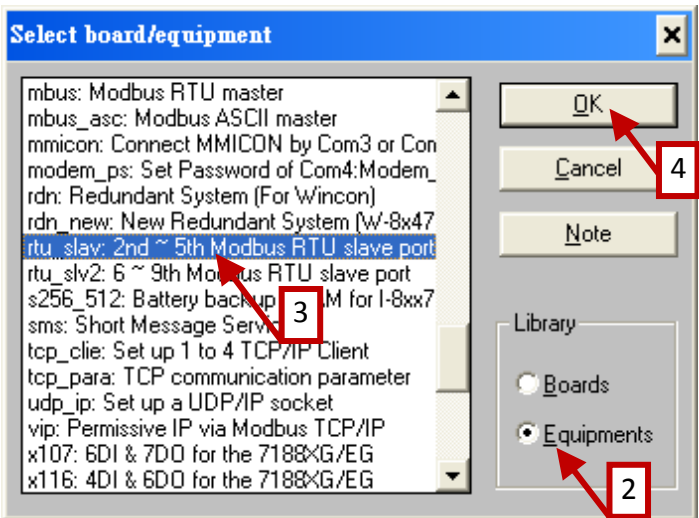 Select board/equipment
mbus: Modbus RTU master
mbus_asc: Modbus ASCII master
mmicon: Connect MMICON by Com3 or Con
modem_ps: Set Password of Com4:Modem_
rdn: Redundant System (For Wincon)
rdn_new: New Redundant System (W-8x47
rtu_slav: 2nd ~ 5th Modbus RTU slave port
rtu_slv2: 6 ~ 9th Modbus RTU slave port
s256_512: Battery backup for I-8xx7
sms: Short Message
tcp_clie: Set up 1 to 4 TCP/IP Client
tcp_para: TCP communication parameter
udp_ip: Set up a UDP/IP socket
vip: Permissive IP via Modbus TCP/IP
x107: 6DI & 7DO for the 7188XG/EG
x116: 4DI & 6DO for the 7188XG/EG
3
OK
4
Cancel
Note
Library
Boards
Equipments
2